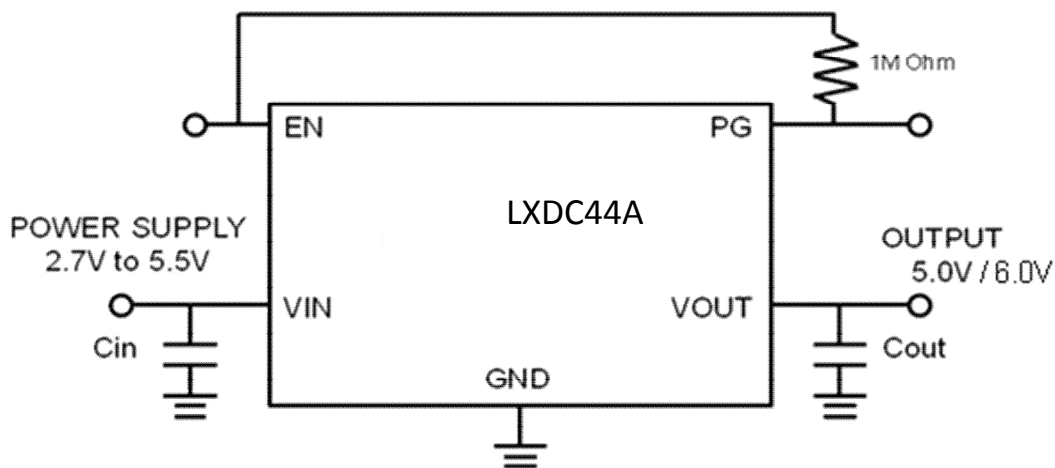 1M Ohm
EN
PG
LXDC44A
POWER SUPPLY
2.7V to 5.5V
OUTPUT
5.0V / 6.0V
VIN
VOUT
Cin
Cout
GND